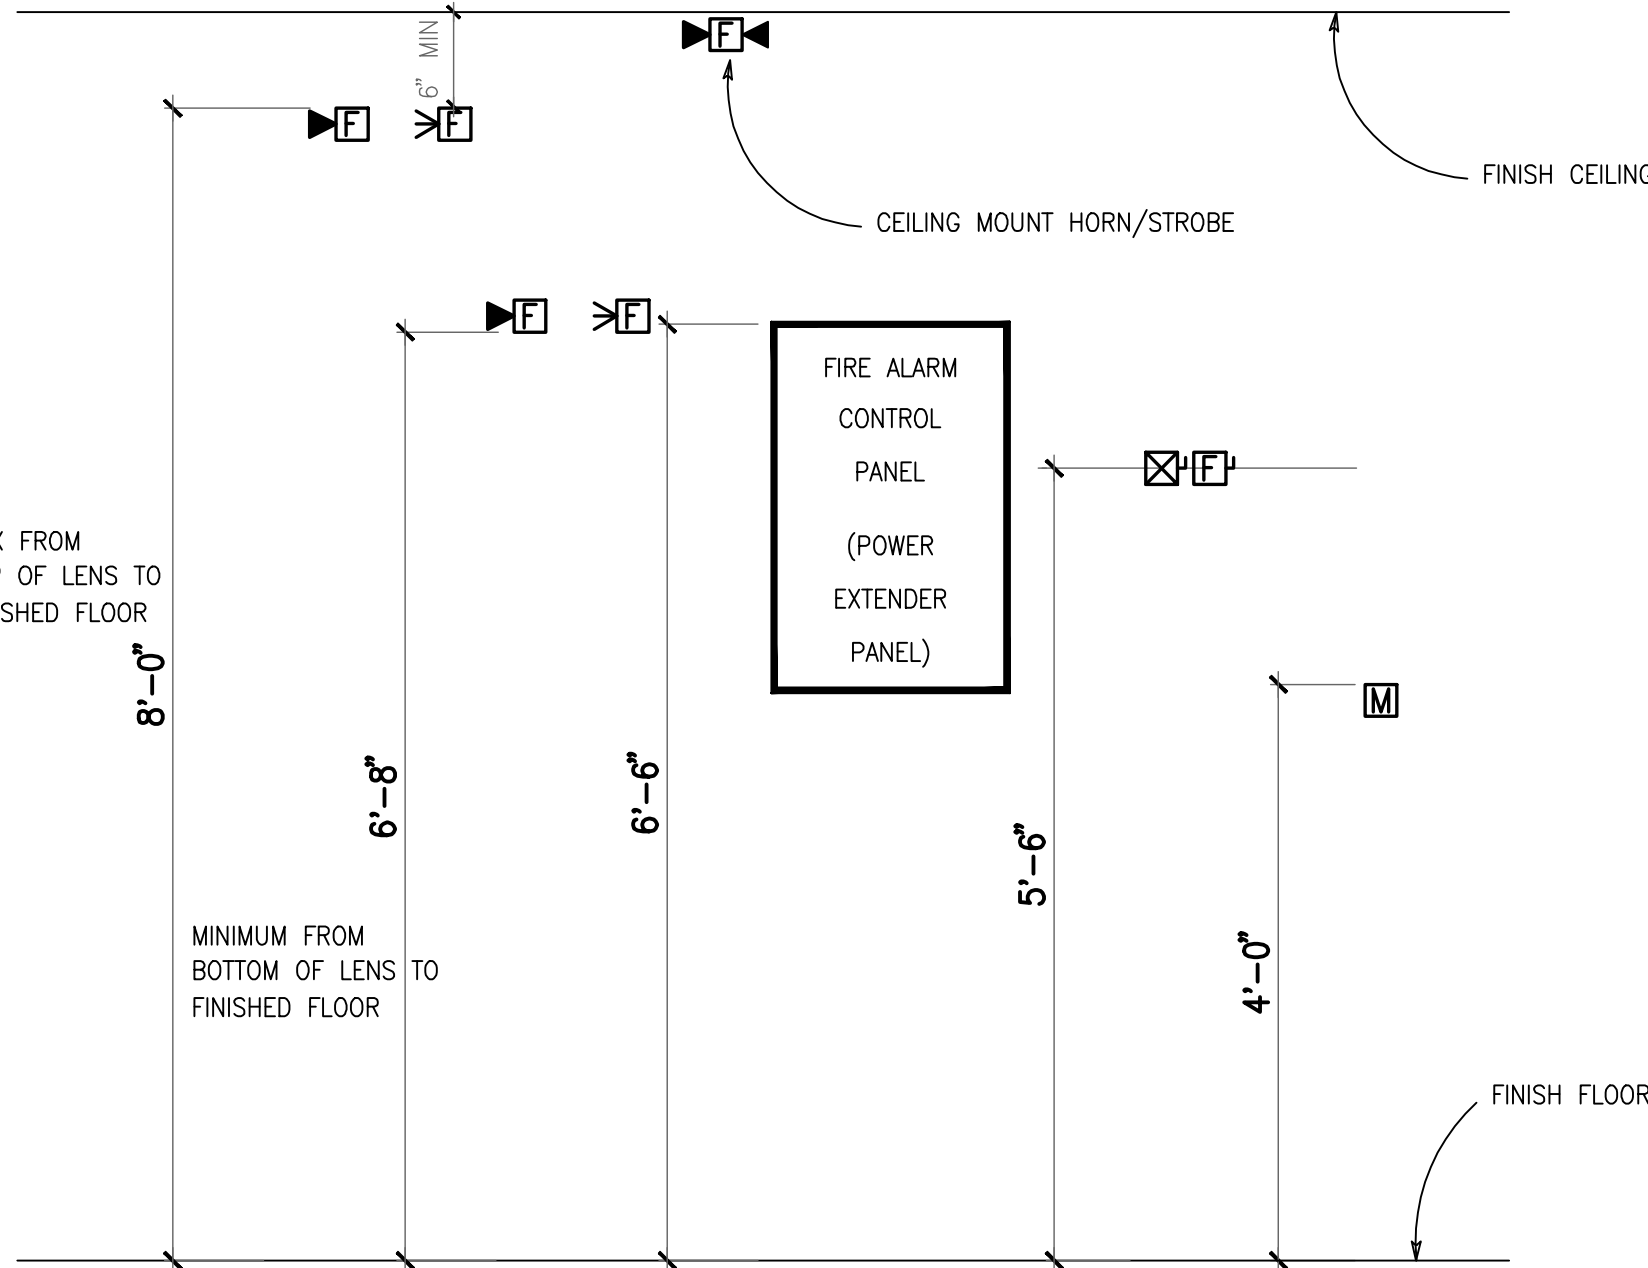 6" MIN
F
F
F
FINISH CEILING
CEILING MOUNT HORN/STROBE
F
F
FIRE ALARM
CONTROL
PANEL
(POWER
EXTENDER
PANEL)
F
FROM
OF LENS TO
SHED FLOOR
8'-0"
M
6'-8"
6'-6"
5'-6"
4'-0"
MINIMUM FROM
BOTTOM OF LENS TO
FINISHED FLOOR
FINISH FLOOR